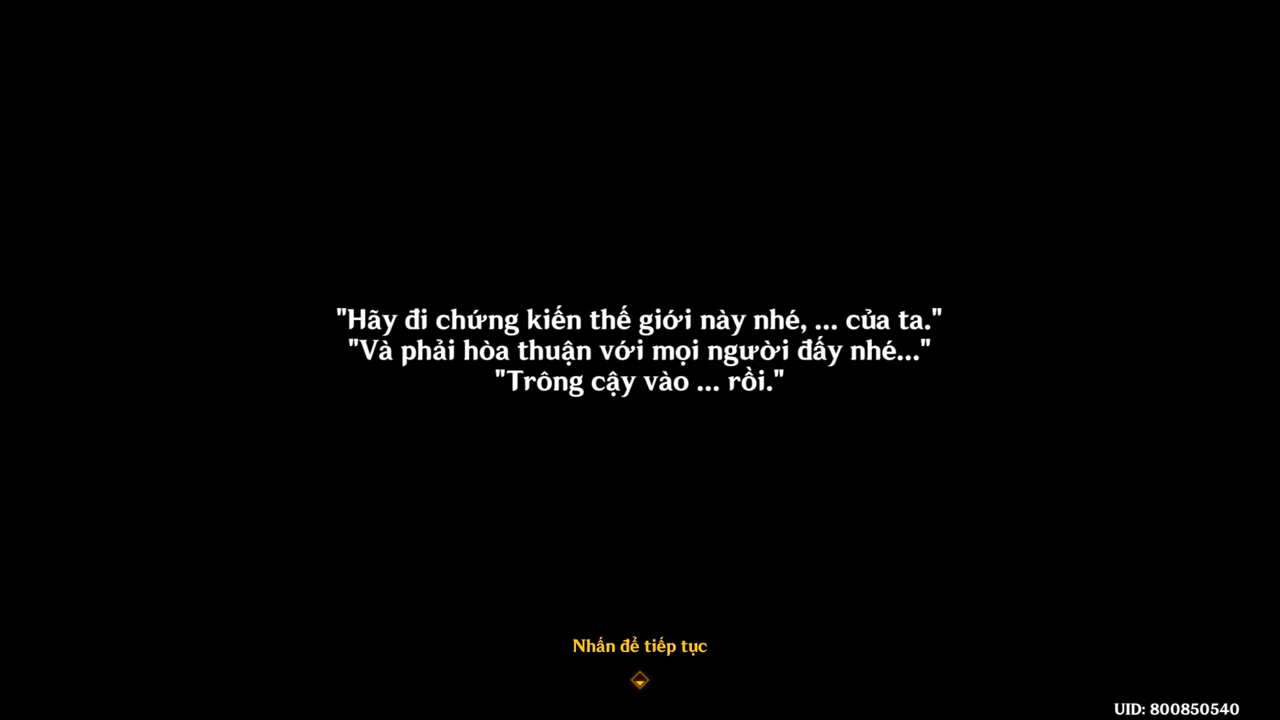 "Hãy đi chứng kiến thế giới này nhé, ... của ta."
"Và phải hòa thuận với mọi người đấy nhé..."
"Trông cậy vào ... rồi."
Nhấn để tiếp tục
UID: 800850540